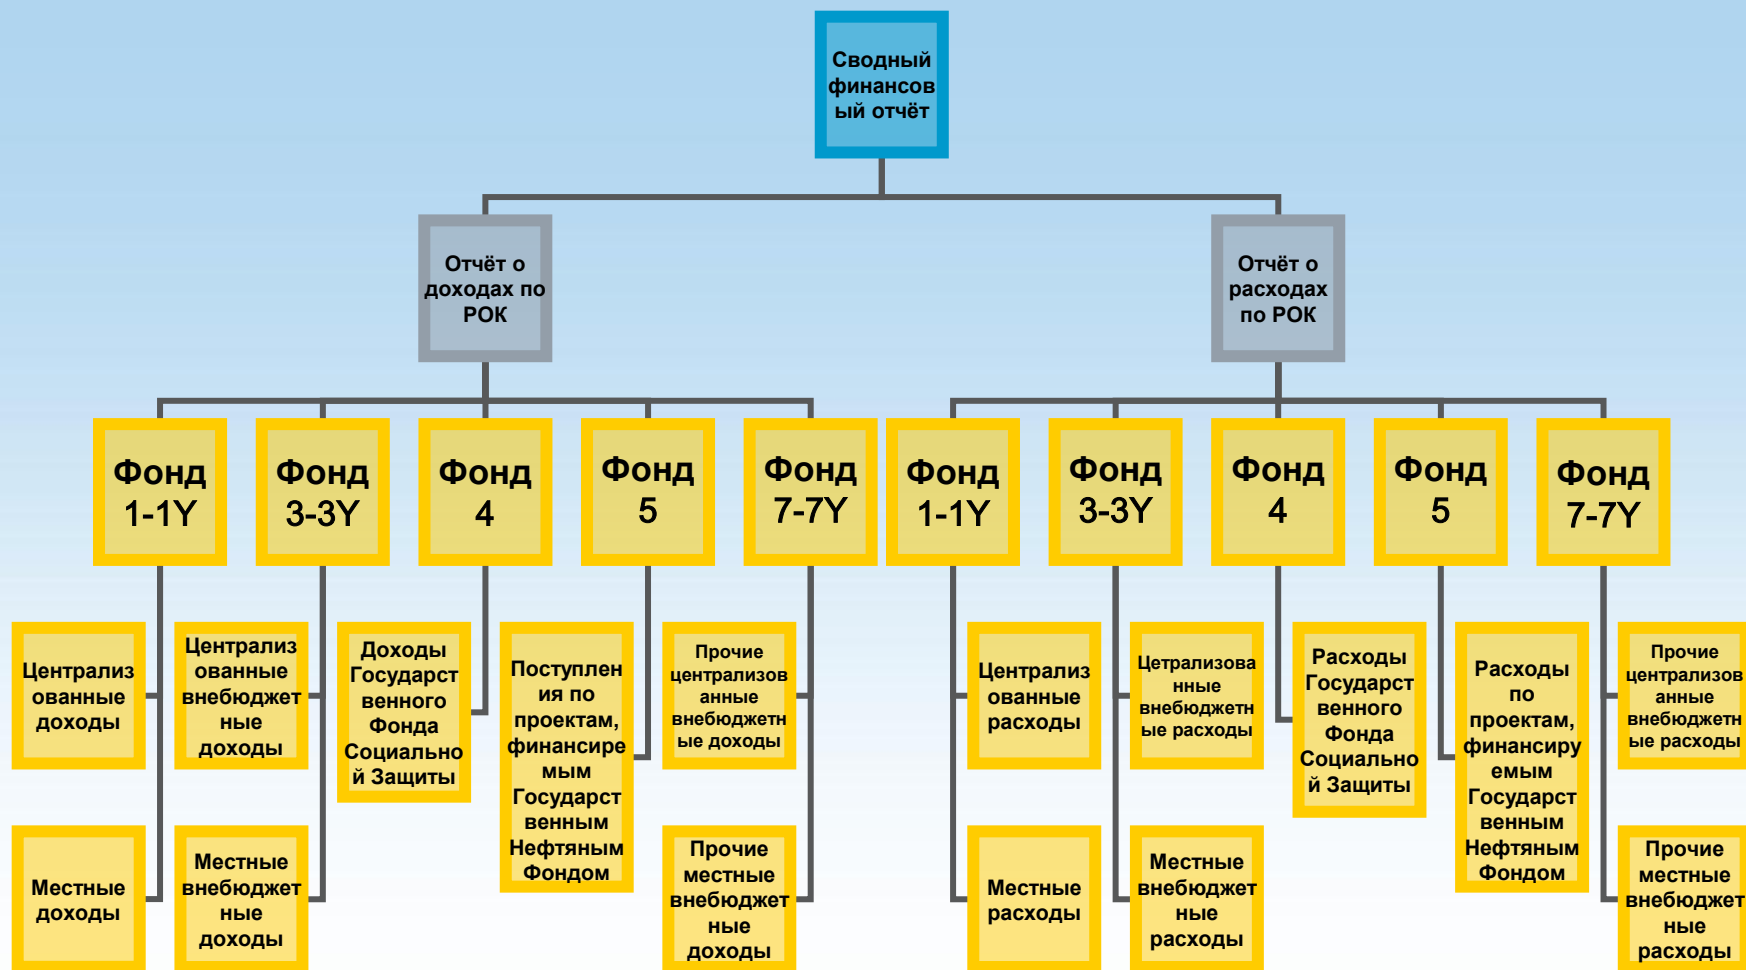 Сводный
финансов
ый отчёт
Отчёт о
доходах по
РОК
Отчёт о
расходах
по РОК
Фонд
1-1Y
Фонд
3-3Y
Фонд
4
Фонд
5
Фонд
7-7Y
Фонд
1-1Y
Фонд
3-3Y
Фонд
4
Фонд
5
Фонд
7-7Y
Централиз
ованные
доходы
Централиз
ованные
внебюджет
ные
доходы
Доходы
Государст
венного
Фонда
Социально
й Защиты
Поступлен
ия по
проектам,
финансире
мым
Государст
венным
Нефтяным
Фондом
Прочие
централизов
анные
внебюджетн
ые доходы
Централиз
ованные
расходы
Цетрализова
нные
внебюджетн
ые расходы
Расходы
Государст
венного
Фонда
Социально
й Защиты
Расходы
по
проектам,
финансиру
емым
Государст
венным
Нефтяным
Фондом
Прочие
централизов
анные
внебюджетн
ые расходы
Местные
доходы
Местные
внебюджет
ные
доходы
Прочие
местные
внебюджет
ные
доходы
Местные
расходы
Местные
внебюджет
ные
расходы
Прочие
местные
внебюджет
ные
расходы